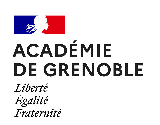 ACADÉMIE
DE GRENOBLE
Liberté
Égalité
Fraternité